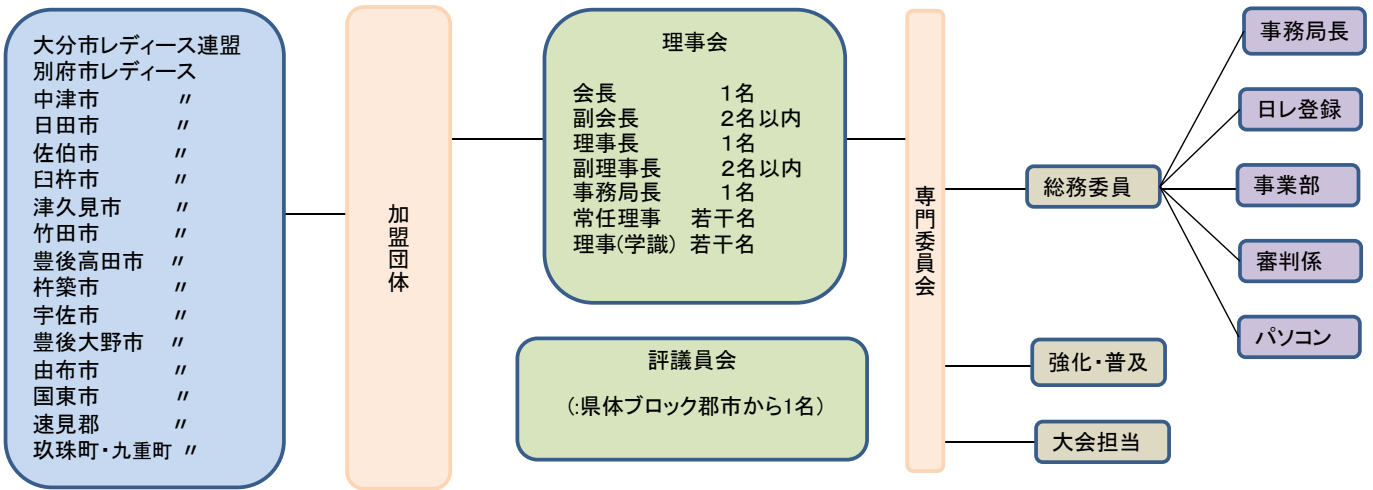 大分市レディース連盟
別府市レディース
中津市 〃
日田市 〃
佐伯市 〃
臼杵市 〃
津久見市 〃
竹田市 〃
豊後高田市 〃
杵築市 〃
宇佐市 〃
豊後大野市 〃
由布市 〃
国東市 〃
速見郡 〃
玖珠町・九重町 〃
加盟団体
理事会
会長 1名
副会長 2名以内
理事長 1名
副理事長 2名以内
事務局長 1名
常任理事 若干名
理事(学識) 若干名
評議員会
(:県体ブロック郡市から1名)
専門委員会
総務委員
強化・普及
大会担当
事務局長
日レ登録
事業部
審判係
パソコン